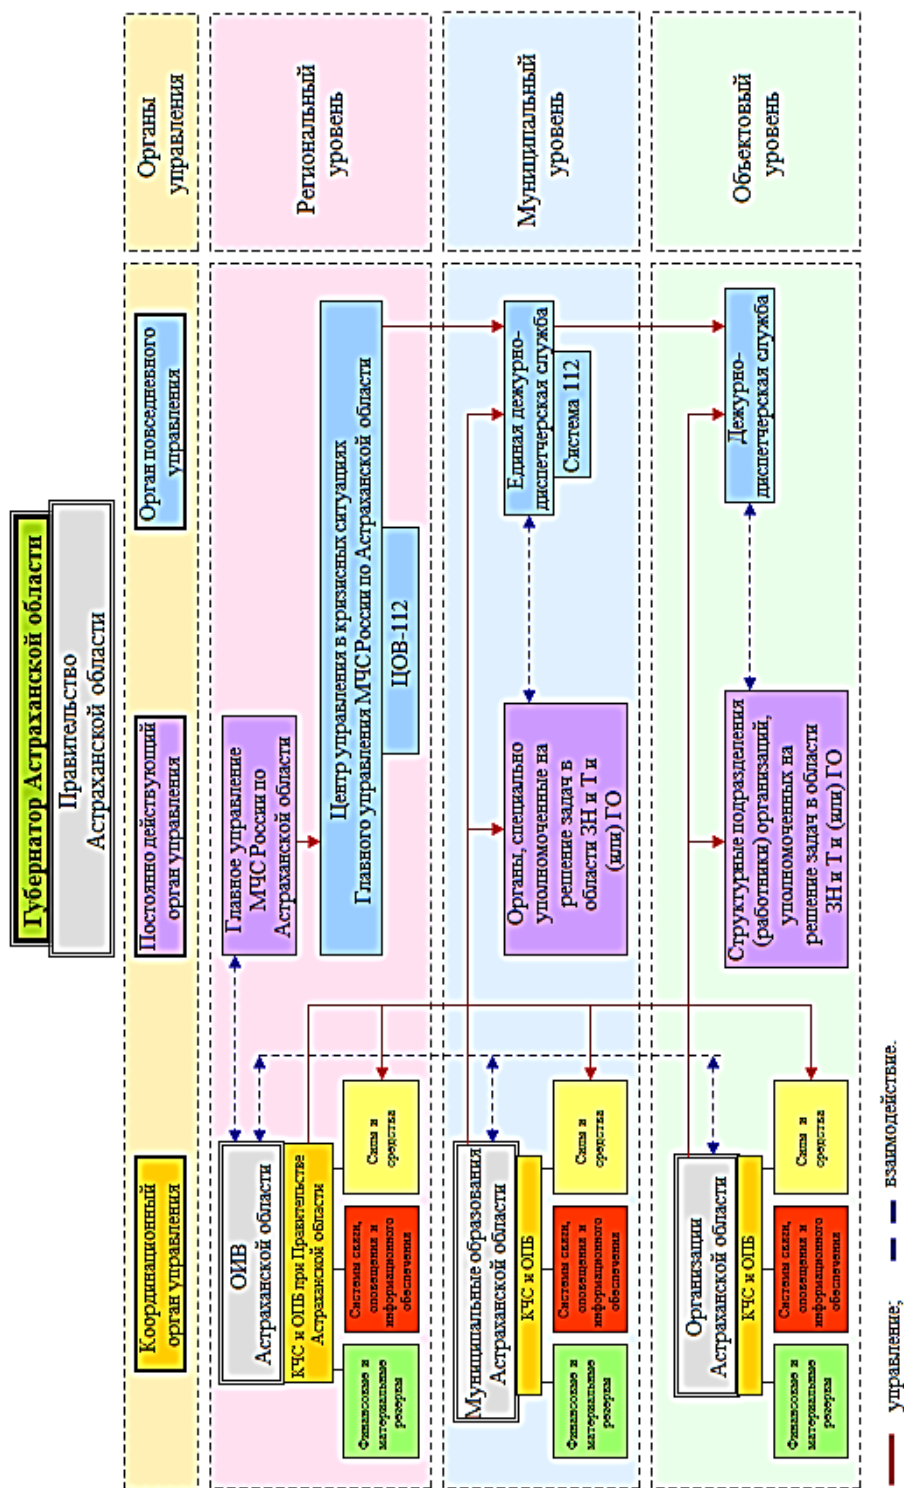 Губернатор Астраханской области
Правительство
Астраханской области
Координационный
орган управления
Постоянно действующий
орган управления
Орган повседневного
управления
Органы
управления
ОИВ
Астраханской области
КЧС и ОПБ при Правительстве
Астраханской области
Финансовые и
материальные
резервы
Системы связи,
оповещения и
информационного
обеспечения
Силы и
средства
Главное управление
МЧС России по
Астраханской области
Центр управления в кризисных ситуациях
Главного управления МЧС России по Астраханской области
ЦОВ-112
Региональный
уровень
Муниципальные образования
Астраханской области
КЧС и ОПБ
Финансовые и
материальные
резервы
Системы связи,
оповещения и
информационного
обеспечения
Силы и
средства
Органы, специально
уполномоченные на
решение задач в
области ЗН и Т и
(или) ГО
Единая дежурно-
диспетчерская служба
Система 112
Муниципальный
уровень
Организации
Астраханской области
КЧС и ОПБ
Финансовые и
материальные
резервы
Системы связи,
оповещения и
информационного
обеспечения
Силы и
средства
Структурные подразделения
(работники) организаций,
уполномоченных на
решение задач в области
ЗН и Т и (или) ГО
Дежурно-
диспетчерская служба
Объектовый
уровень
управление; взаимодействие.